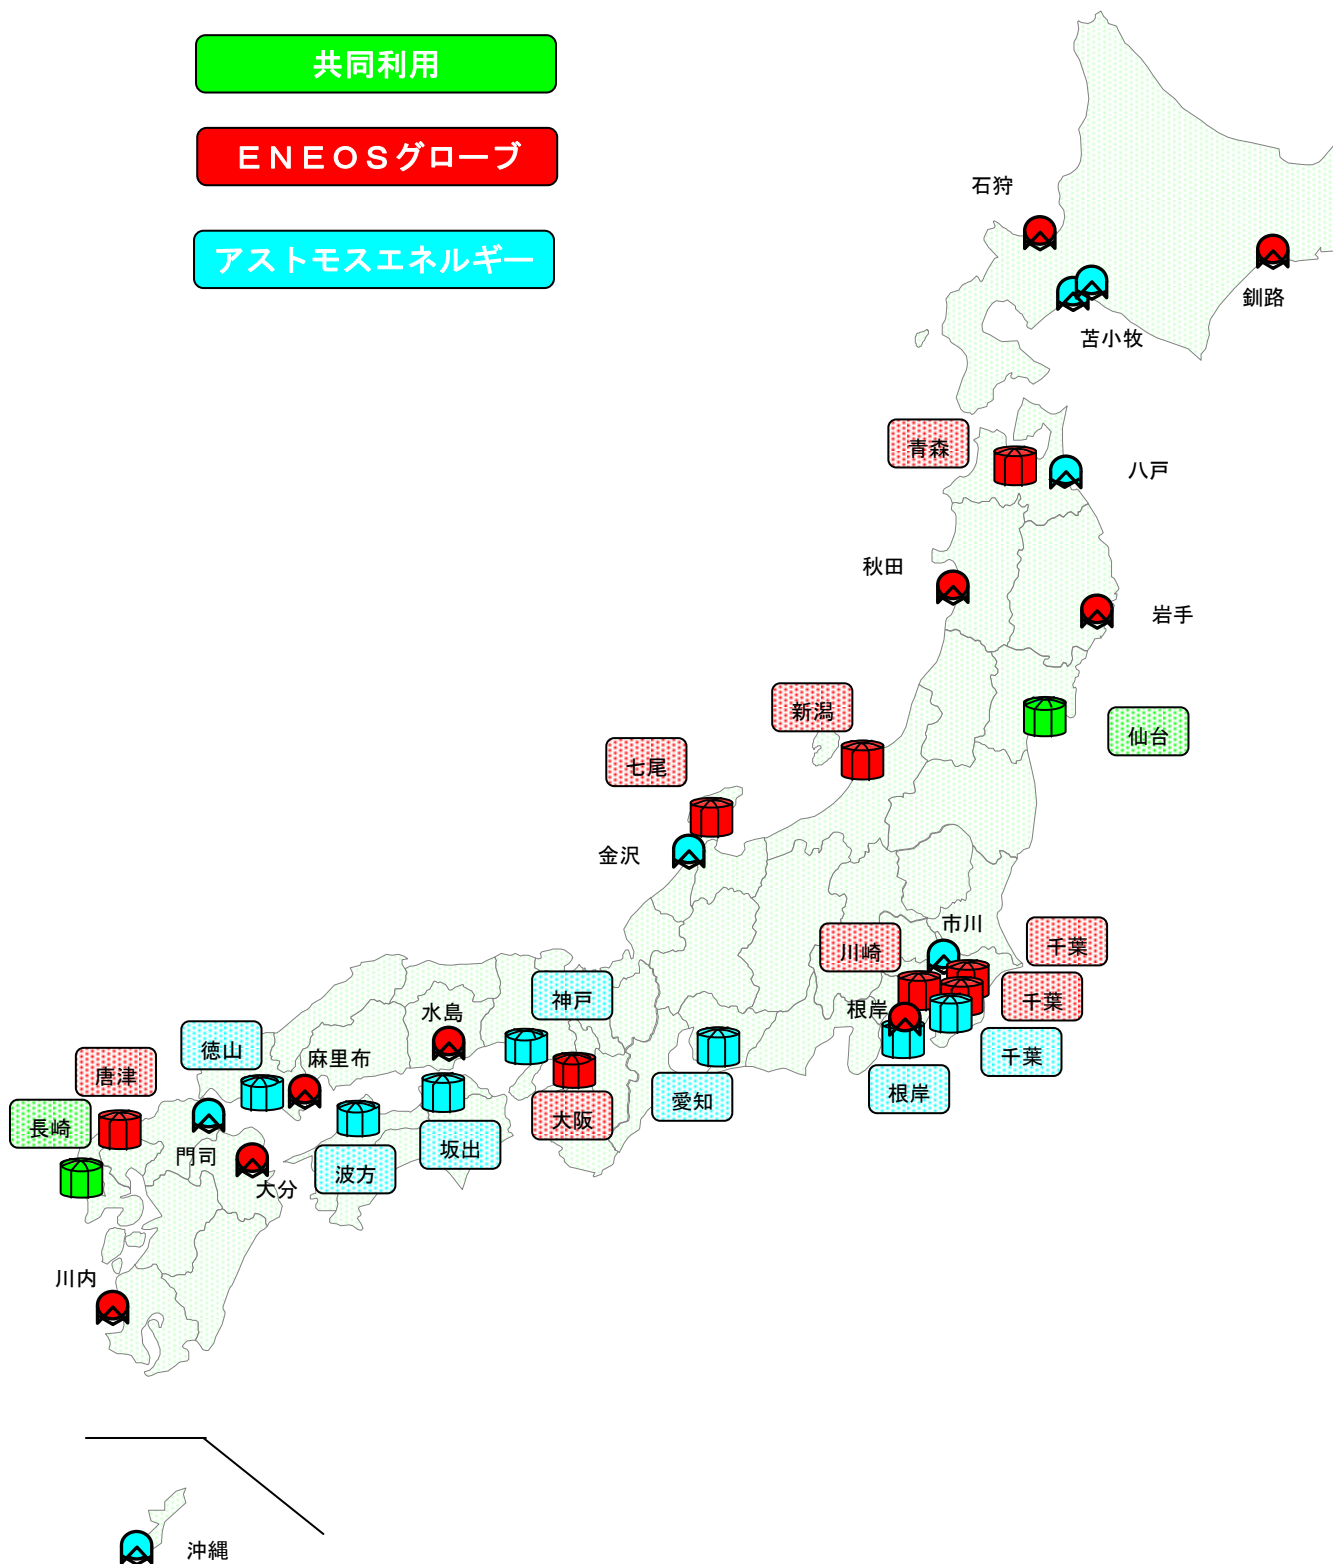 共同利用
ＥＮＥＯＳグローブ
アストモスエネルギー
石狩
釧路
苫小牧
青森
八戸
秋田
岩手
新潟
仙台
七尾
金沢
市川
川崎
千葉
千葉
根岸
千葉
根岸
神戸
水島
徳山
麻里布
唐津
愛知
大阪
長崎
坂出
門司
波方
大分
川内
沖縄